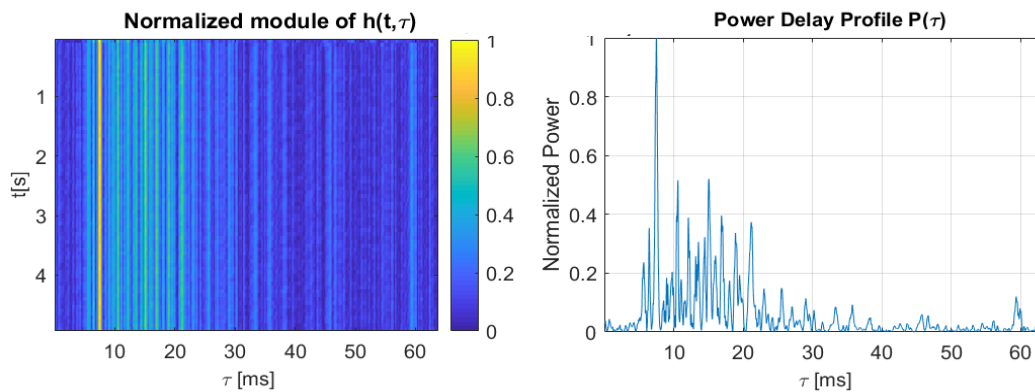 Normalized module of h(t,τ)
1
2
3
4
t[s]
10 20 30 40 50 60
τ [ms]
1
0.8
0.6
0.4
0.2
0
Power Delay Profile P(τ)
1
0.8
0.6
0.4
0.2
0
Normalized Power
10 20 30 40 50 60
τ [ms]